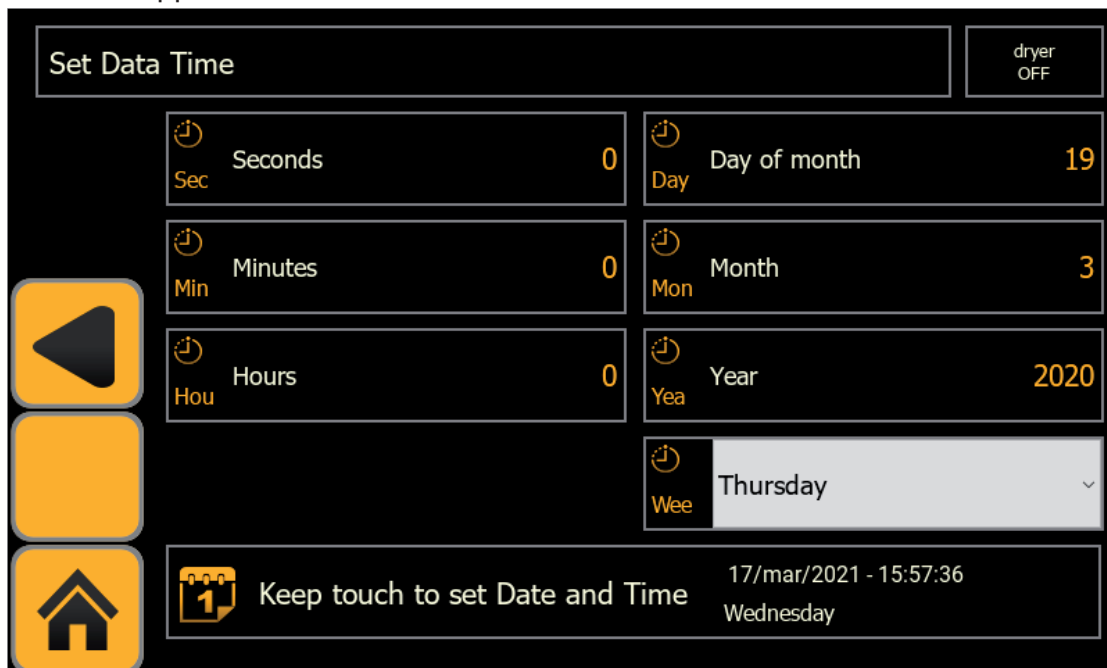 Set Data Time
dryer
OFF
Sec
Seconds
0
Day
Day of month
19
Min
Minutes
0
Mon
Month
3
Hou
Hours
0
Yea
Year
2020
Wee
Thursday
1
Keep touch to set Date and Time
17/mar/2021 - 15:57:36
Wednesday